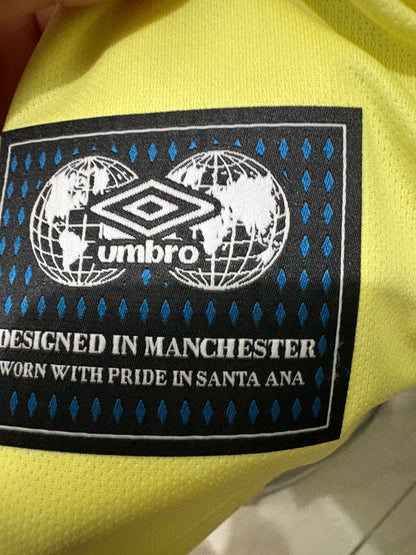 umbro
DESIGNED IN MANCHESTER
WORN WITH PRIDE IN SANTA ANA